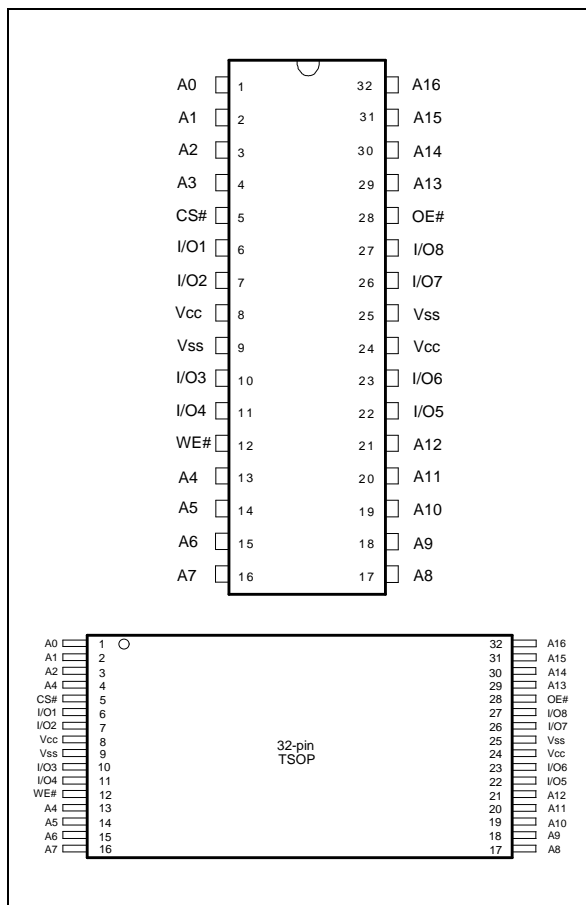 A0 1 32 A16
A1 2 31 A15
A2 3 30 A14
A3 4 29 A13
CS# 5 28 OE#
I/O1 6 27 I/O8
I/O2 7 26 I/O7
Vcc 8 25 Vss
Vss 9 24 Vcc
I/O3 10 23 I/O6
I/O4 11 22 I/O5
WE# 12 21 A12
A4 13 20 A11
A5 14 19 A10
A6 15 18 A9
A7 16 17 A8
A0 1 32 A16
A1 2 31 A15
A2 3 30 A14
A4 4 29 A13
CS# 5 28 OE#
I/O1 6 27 I/O8
I/O2 7 26 I/O7
Vcc 8 25 Vss
Vss 9 24 Vcc
I/O3 10 23 I/O6
I/O4 11 22 I/O5
WE# 12 21 A12
A4 13 20 A11
A5 14 19 A10
A6 15 18 A9
A7 16 17 A8
32-pin
TSOP